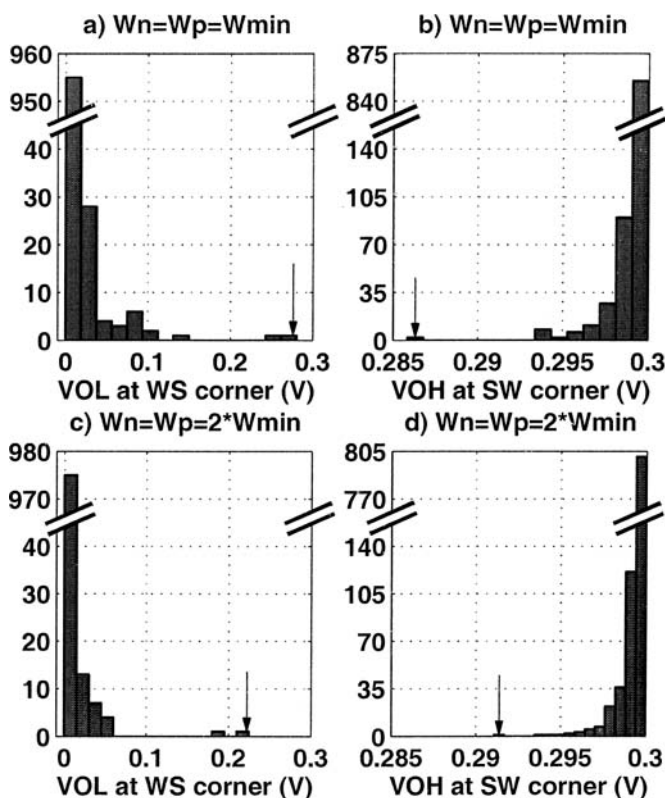 a) Wn=Wp=Wmin
b) Wn=Wp=Wmin
960
950
40
30
20
10
0
0 0.1 0.2 0.3
VOL at WS corner (V)
875
840
140
105
70
35
0
0.285 0.29 0.295 0.3
VOH at SW corner (V)
c) Wn=Wp=2*Wmin
d) Wn=Wp=2*Wmin
980
970
40
30
20
10
0
0 0.1 0.2 0.3
VOL at WS corner (V)
805
770
140
105
70
35
0
0.285 0.29 0.295 0.3
VOH at SW corner (V)